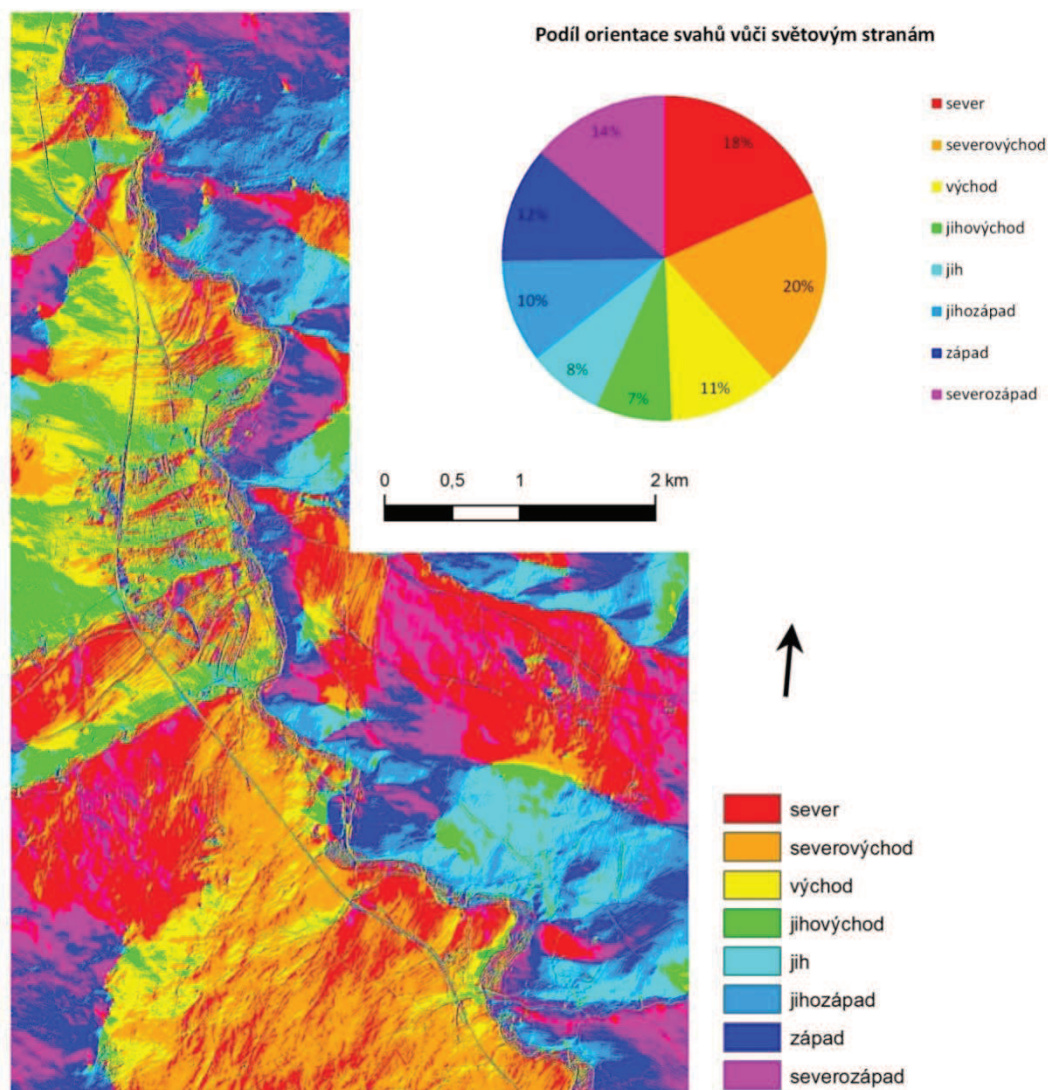 Podíl orientace svahů vůči světovým stranám
14%
18%
12%
20%
10%
8%
7%
11%
sever
severovýchod
východ
jihovýchod
jih
jihozápad
západ
severozápad
0 0,5 1 2 km
sever
severovýchod
východ
jihovýchod
jih
jihozápad
západ
severozápad